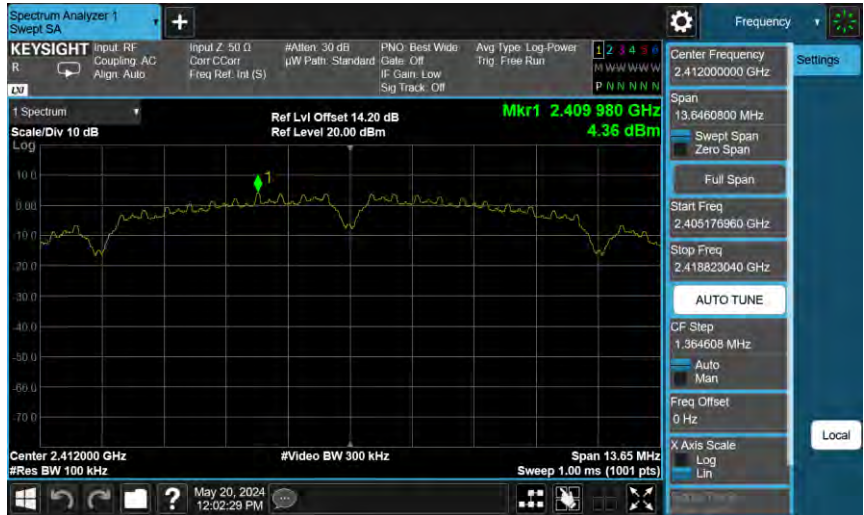 Spectrum Analyzer 1
Swept SA
+
Frequency
KEYSIGHT
R
LXI
Input: RF
Coupling: AC
Align: Auto
Input Z: 50 Ω
Corr CCorr
Freq Ref: Int (S)
#Atten: 30 dB
µW Path: Standard
PNO: Best Wide
Gate: Off
IF Gain: Low
Sig Track: Off
Avg Type: Log-Power
Trig: Free Run
1 2 3 4 5 6
M W W W W W
P N N N N N
1 Spectrum
Scale/Div 10 dB
Ref Lvl Offset 14.20 dB
Ref Level 20.00 dBm
Mkr1 2.409 980 GHz
4.36 dBm
Log
10.0
0.00
-10.0
-20.0
-30.0
-40.0
-50.0
-60.0
-70.0
1
Center 2.412000 GHz
#Res BW 100 kHz
#Video BW 300 kHz
Span 13.65 MHz
Sweep 1.00 ms (1001 pts)
?
May 20, 2024
12:02:29 PM
Center Frequency
2.412000000 GHz
Span
13.6460800 MHz
Swept Span
Zero Span
Full Span
Start Freq
2.405176960 GHz
Stop Freq
2.418823040 GHz
AUTO TUNE
CF Step
1.364608 MHz
Auto
Man
Freq Offset
0 Hz
X Axis Scale
Log
Lin
Settings
Local